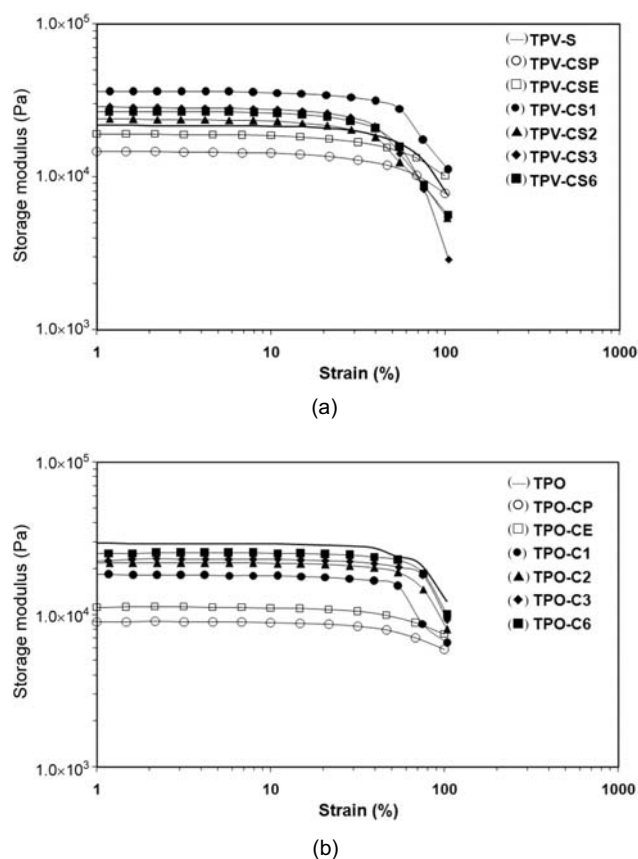 1.0×10⁵
1.0×10⁴
1.0×10³
Storage modulus (Pa)
(—) TPV-S
(○) TPV-CSP
(□) TPV-CSE
(●) TPV-CS1
(▲) TPV-CS2
(◆) TPV-CS3
(■) TPV-CS6
1 10 100 1000
Strain (%)
(a)
1.0×10⁵
1.0×10⁴
1.0×10³
Storage modulus (Pa)
(—) TPO
(○) TPO-CP
(□) TPO-CE
(●) TPO-C1
(▲) TPO-C2
(◆) TPO-C3
(■) TPO-C6
1 10 100 1000
Strain (%)
(b)